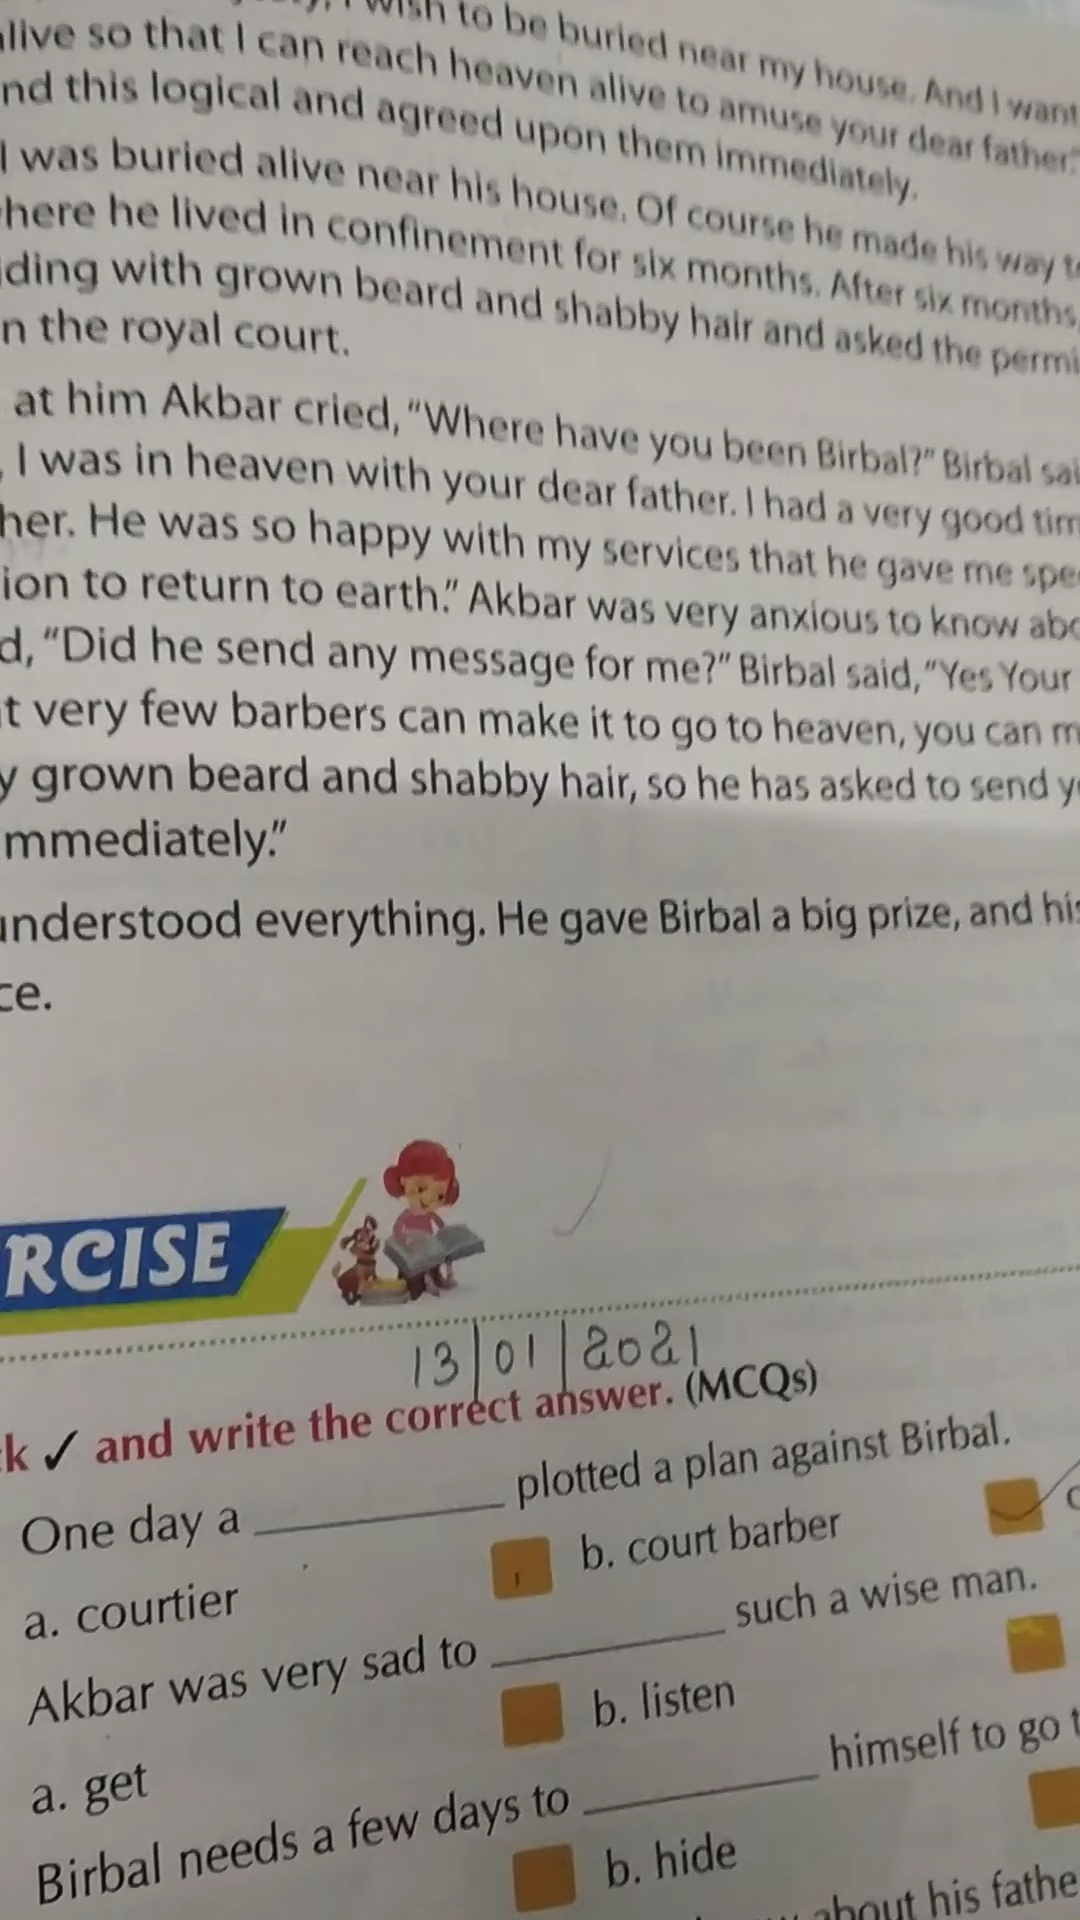 wish to be buried near my house. And I want
alive so that I can reach heaven alive to amuse your dear father."
nd this logical and agreed upon them immediately.
l was buried alive near his house. Of course he made his way t
here he lived in confinement for six months. After six months,
ding with grown beard and shabby hair and asked the permi
n the royal court.
at him Akbar cried, "Where have you been Birbal?" Birbal sai
, I was in heaven with your dear father. I had a very good tim
her. He was so happy with my services that he gave me spe
ion to return to earth." Akbar was very anxious to know abo
d, "Did he send any message for me?" Birbal said, "Yes Your
t very few barbers can make it to go to heaven, you can m
y grown beard and shabby hair, so he has asked to send y
mmediately."
understood everything. He gave Birbal a big prize, and his
ce.
RCISE
13|01|2021
k ✓ and write the correct answer. (MCQs)
One day a ________ plotted a plan against Birbal.
a. courtier b. court barber
Akbar was very sad to ________ such a wise man.
a. get b. listen
Birbal needs a few days to ________ himself to go t
b. hide
about his fathe